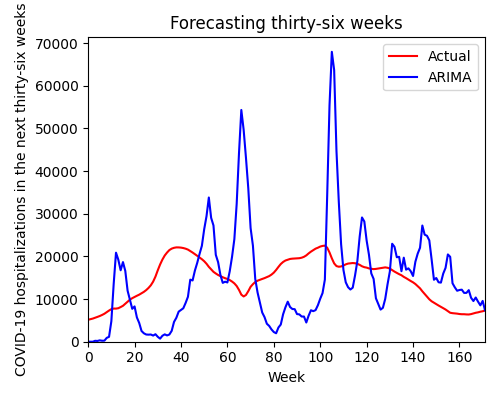 Forecasting thirty-six weeks
COVID-19 hospitalizations in the next thirty-six weeks
70000
60000
50000
40000
30000
20000
10000
0
Actual
ARIMA
0 20 40 60 80 100 120 140 160
Week